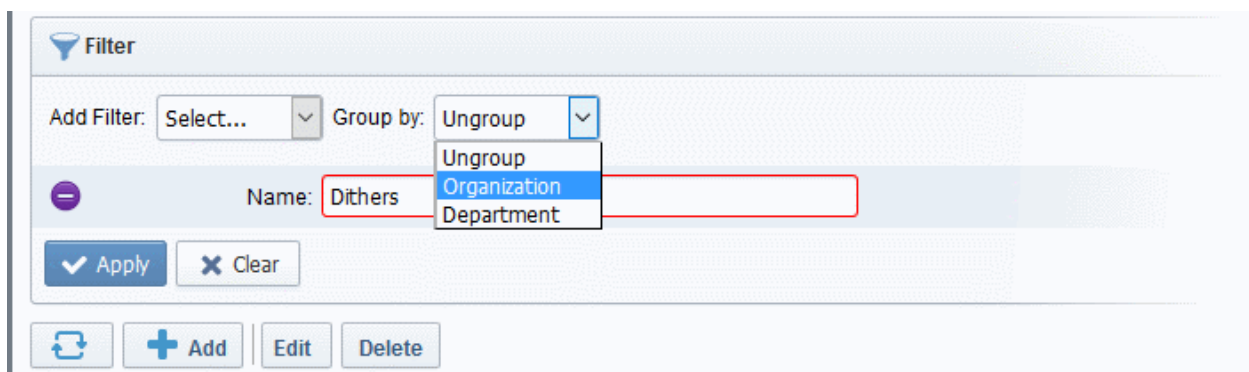 Filter
Add Filter: Select... Group by: Ungroup
Ungroup
Organization
Department
Name: Dithers
Apply Clear
Add Edit Delete